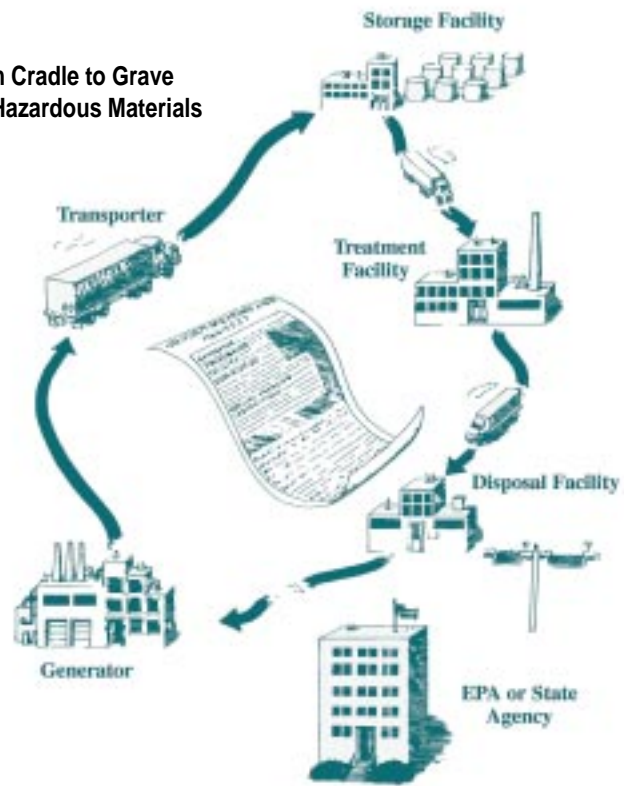 Storage Facility
Cradle to Grave
Hazardous Materials
Transporter
Treatment
Facility
Disposal Facility
Generator
EPA or State
Agency